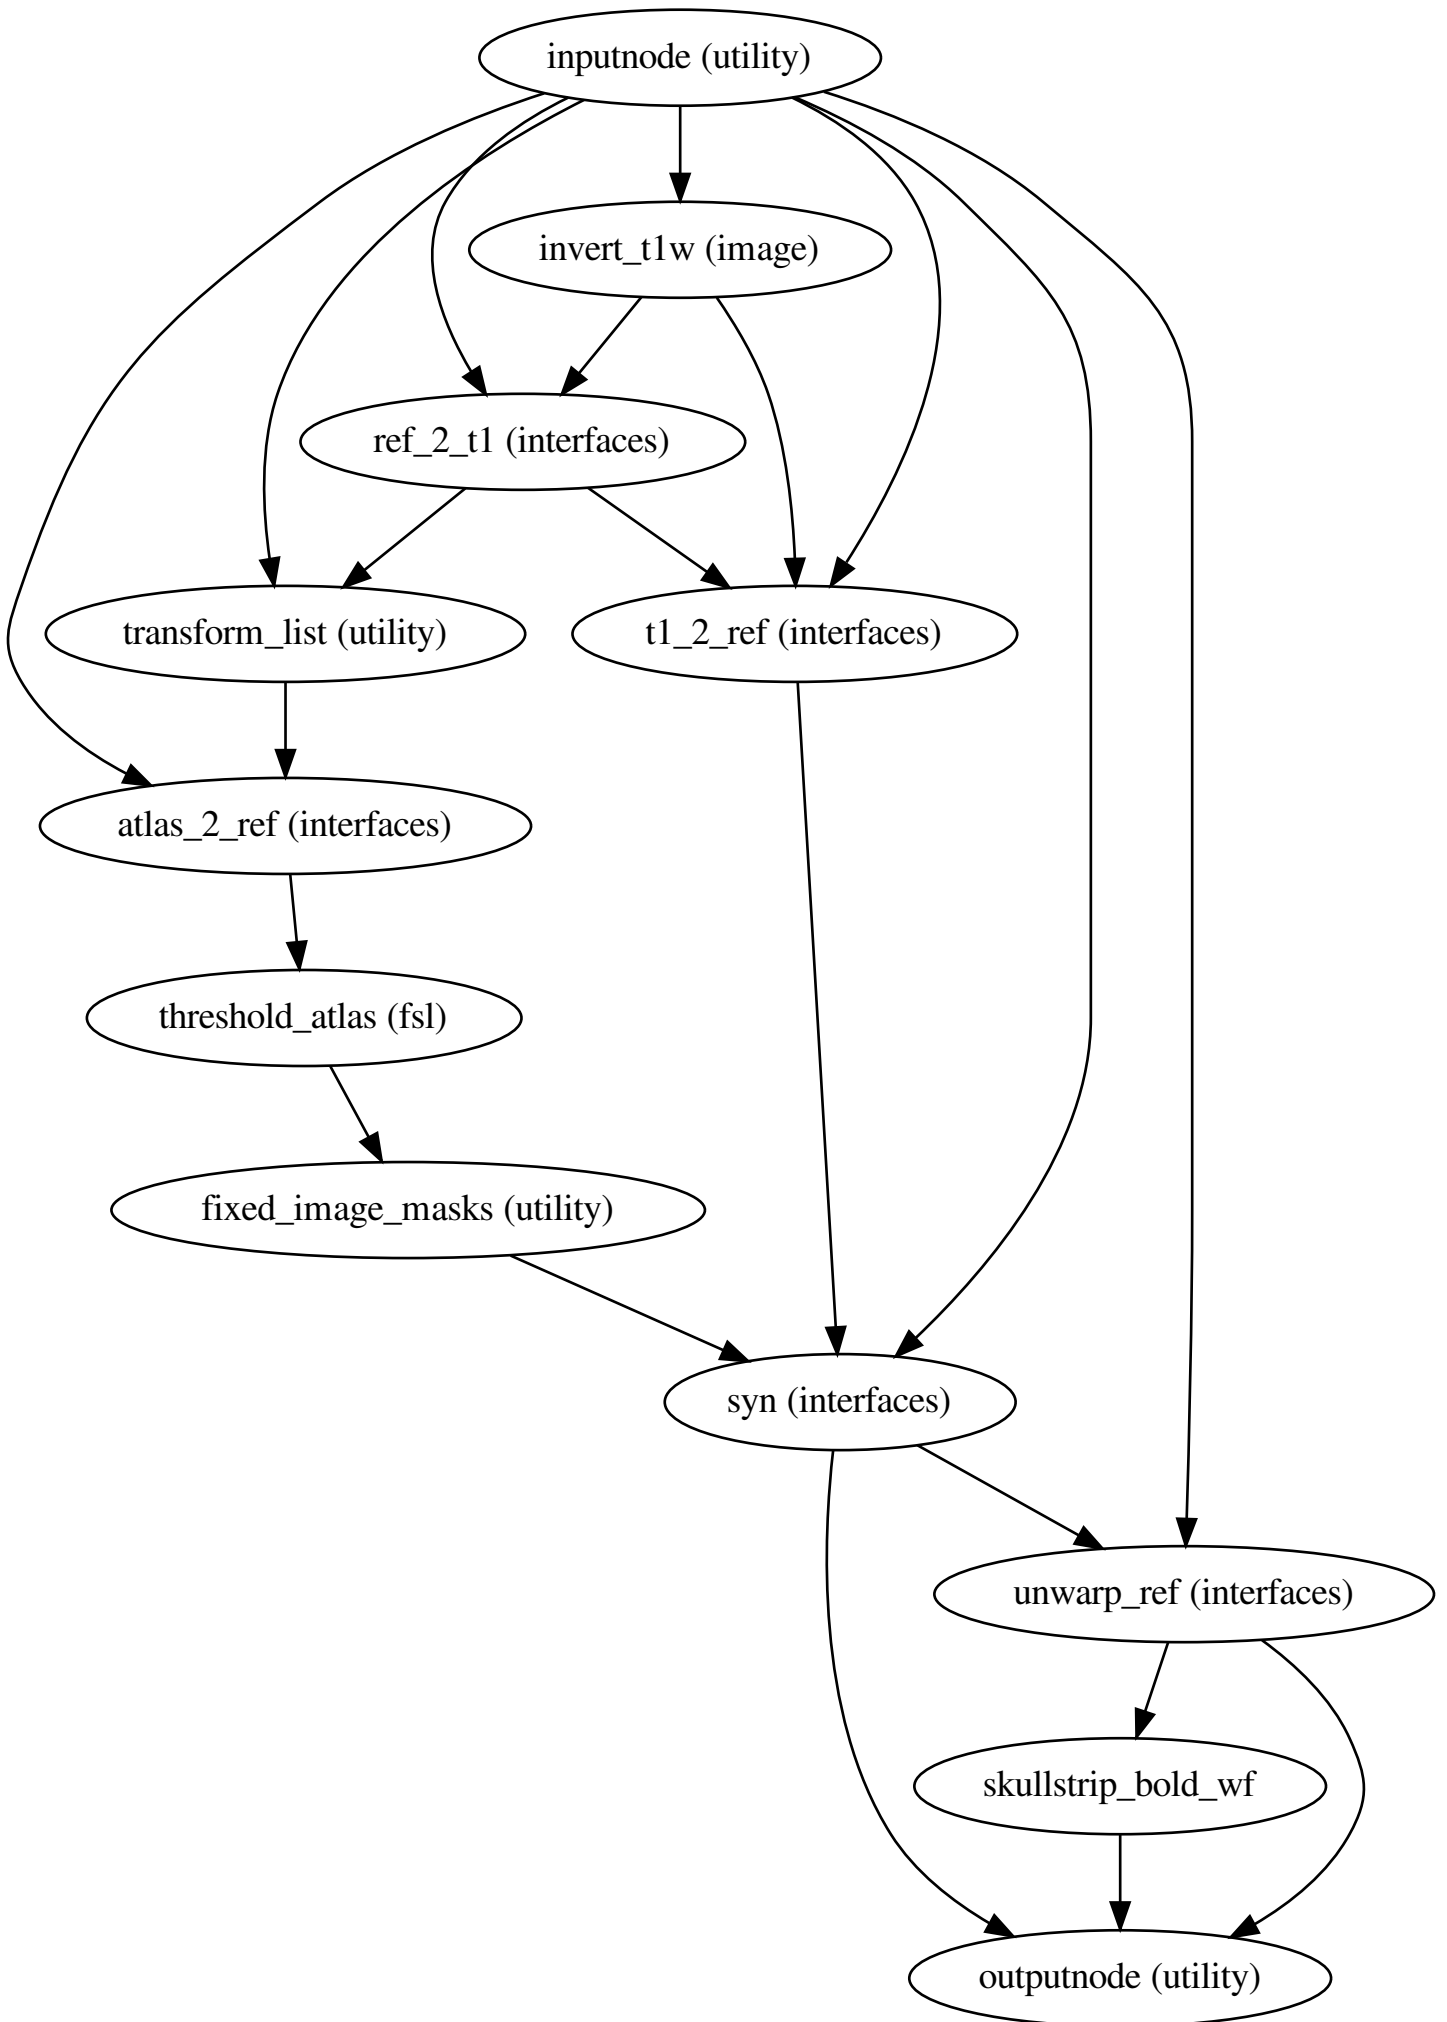 inputnode (utility)
invert_t1w (image)
ref_2_t1 (interfaces)
transform_list (utility)
t1_2_ref (interfaces)
atlas_2_ref (interfaces)
threshold_atlas (fsl)
fixed_image_masks (utility)
syn (interfaces)
unwarp_ref (interfaces)
skullstrip_bold_wf
outputnode (utility)